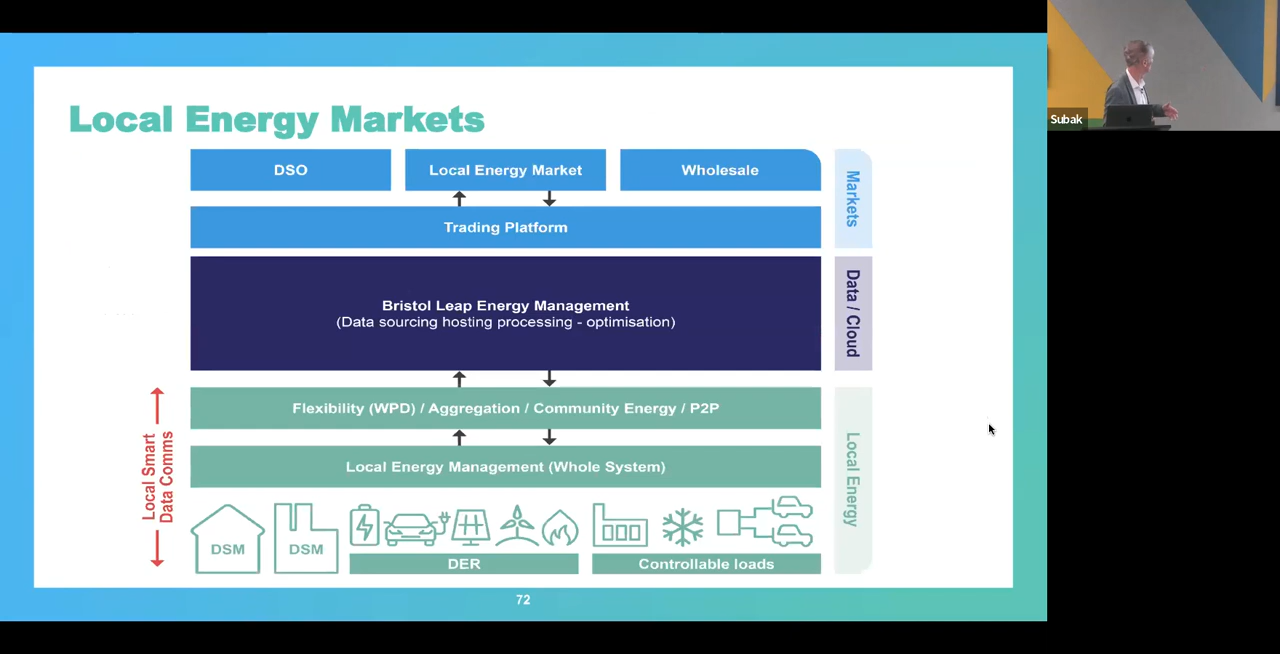 Local Energy Markets
DSO
Local Energy Market
Wholesale
Trading Platform
Markets
Bristol Leap Energy Management
(Data sourcing hosting processing - optimisation)
Data / Cloud
Flexibility (WPD) / Aggregation / Community Energy / P2P
Local Energy Management (Whole System)
Local Energy
Local Smart
Data Comms
DSM
DSM
DER
Controllable loads
72
Subak